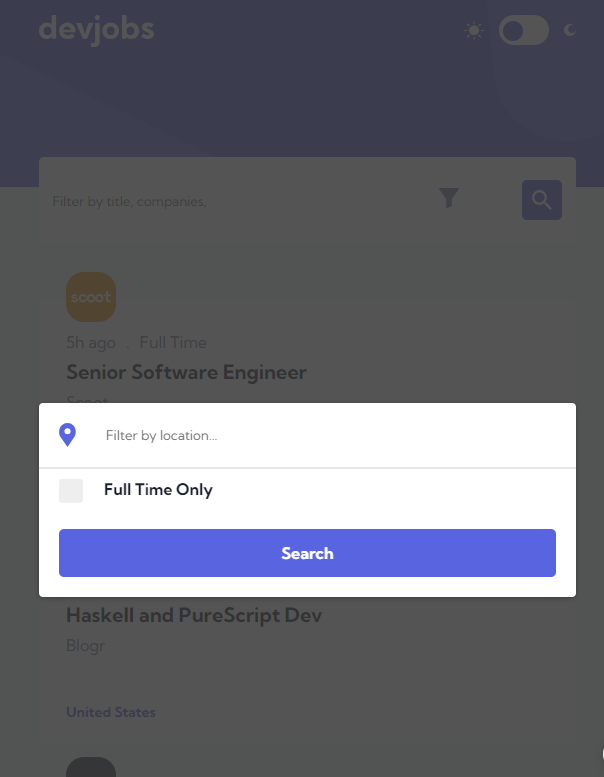 devjobs
Filter by title, companies,
scoot
5h ago . Full Time
Senior Software Engineer
Scoot
Filter by location...
Full Time Only
Search
Haskell and PureScript Dev
Blogr
United States